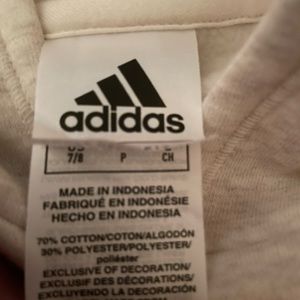 adidas
US
7/8 P CH
MADE IN INDONESIA
FABRIQUÉ EN INDONÉSIE
HECHO EN INDONESIA
70% COTTON/COTON/ALGODÓN
30% POLYESTER/POLYESTER/
poliéster
EXCLUSIVE OF DECORATION/
EXCLUSIF DES DÉCORATIONS/
EXCLUYENDO LA DECORACIÓN